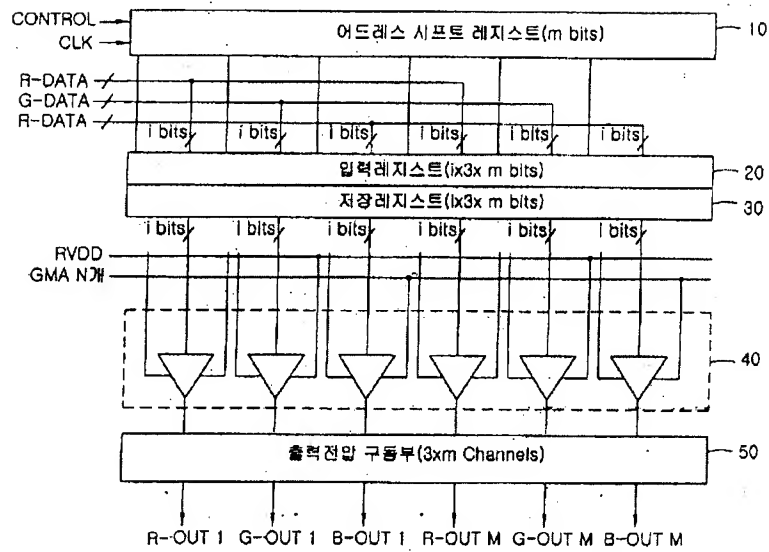 CONTROL
CLK
어드레스 시프트 레지스트(m bits)
10
R-DATA
G-DATA
R-DATA
i bits i bits i bits i bits i bits i bits
입력레지스트(ix3x m bits)
20
저장레지스트(ix3x m bits)
30
i bits i bits i bits i bits i bits i bits
RVDD
GMA N개
40
출력전압 구동부(3xm Channels)
50
R-OUT 1 G-OUT 1 B-OUT 1 R-OUT M G-OUT M B-OUT M